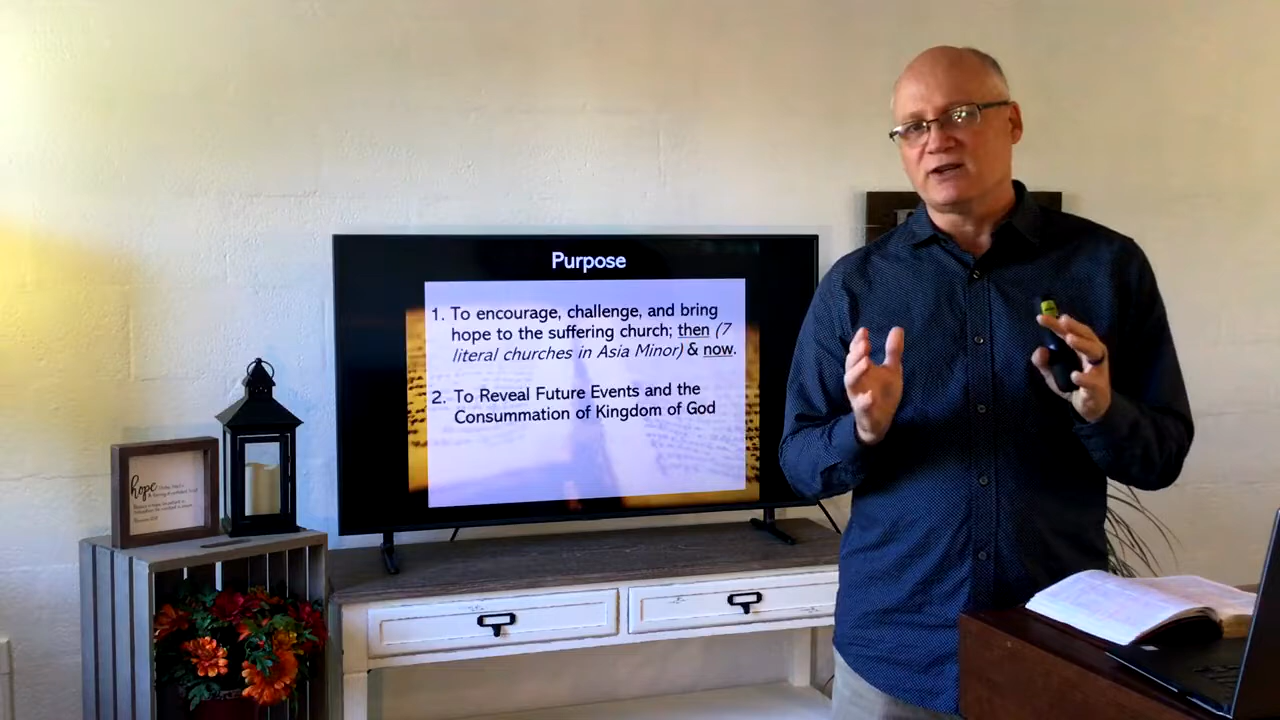 Purpose
1. To encourage, challenge, and bring
hope to the suffering church; then (7
literal churches in Asia Minor) & now.
2. To Reveal Future Events and the
Consummation of Kingdom of God
hope